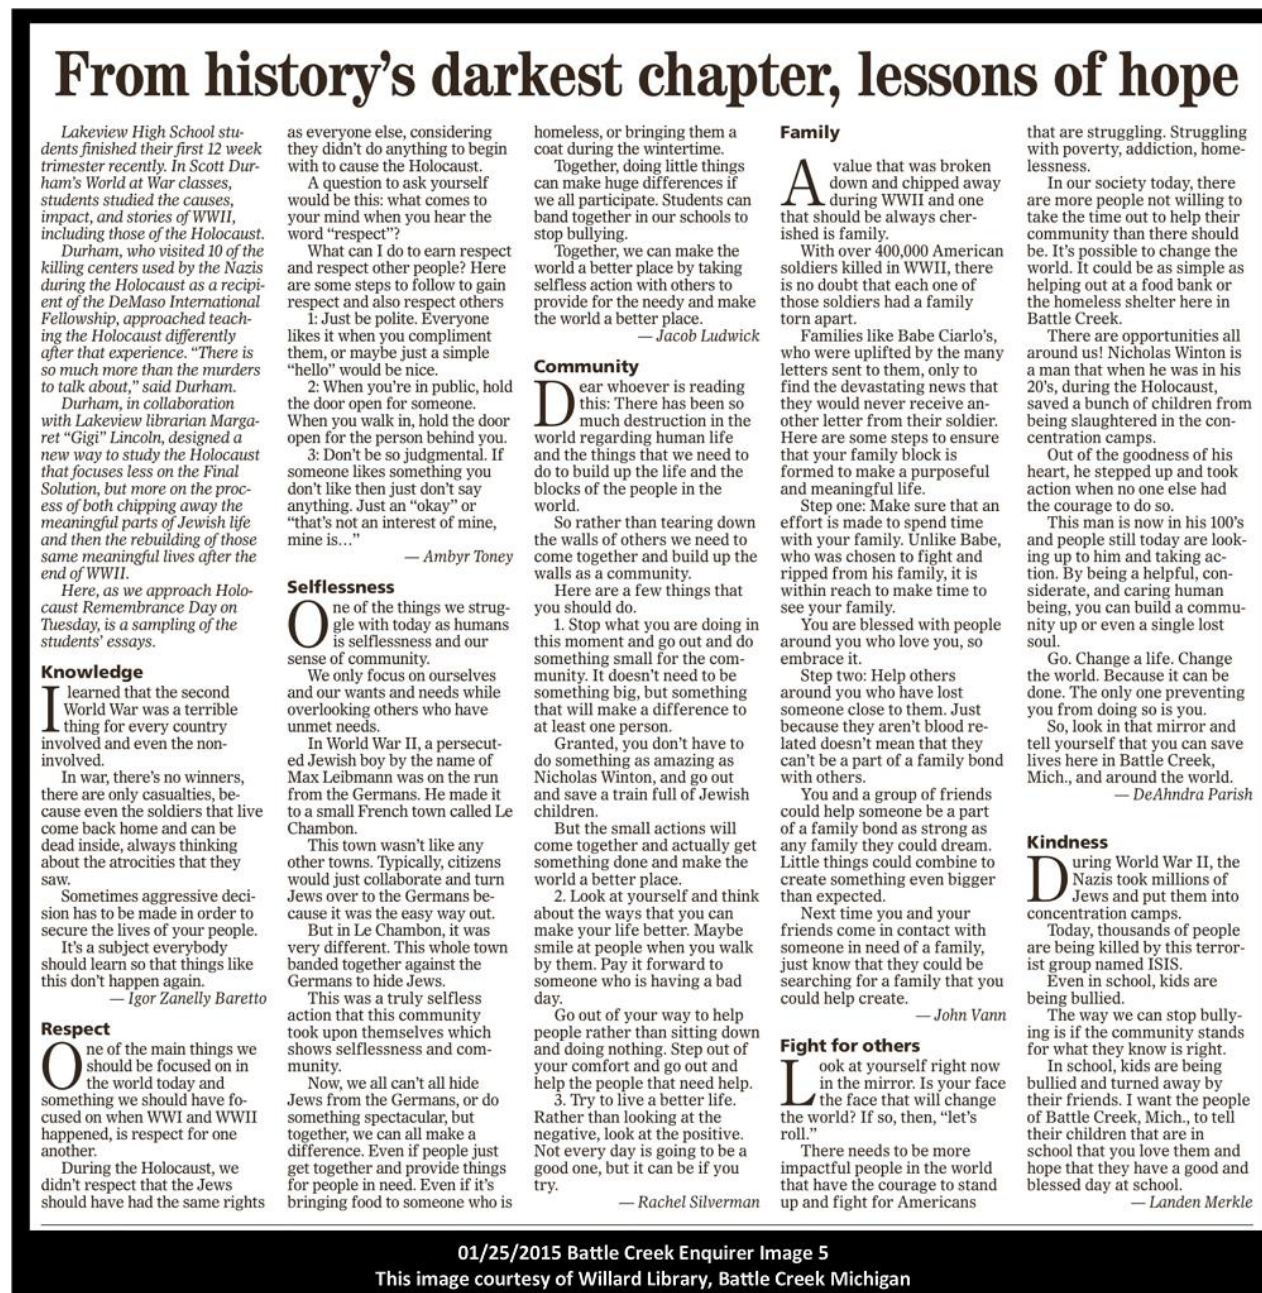 From history's darkest chapter, lessons of hope
Lakeview High School stu-
dents finished their first 12 week
trimester recently. In Scott Dur-
ham's World at War classes,
students studied the causes,
impact, and stories of WWII,
including those of the Holocaust.
Durham, who visited 10 of the
killing centers used by the Nazis
during the Holocaust as a recipi-
ent of the DeMaso International
Fellowship, approached teach-
ing the Holocaust differently
after that experience. “There is
so much more than the murders
to talk about,” said Durham.
Durham, in collaboration
with Lakeview librarian Marga-
ret “Gigi” Lincoln, designed a
new way to study the Holocaust
that focuses less on the Final
Solution, but more on the proc-
ess of both chipping away the
meaningful parts of Jewish life
and then the rebuilding of those
same meaningful lives after the
end of WWII.
Here, as we approach Holo-
caust Remembrance Day on
Tuesday, is a sampling of the
students' essays.
Knowledge
I learned that the second
World War was a terrible
thing for every country
involved and even the non-
involved.
In war, there's no winners,
there are only casualties, be-
cause even the soldiers that live
come back home and can be
dead inside, always thinking
about the atrocities that they
saw.
Sometimes aggressive deci-
sion has to be made in order to
secure the lives of your people.
It's a subject everybody
should learn so that things like
this don't happen again.
— Igor Zanelly Baretto
Respect
One of the main things we
should be focused on in
the world today and
something we should have fo-
cused on when WWI and WWII
happened, is respect for one
another.
During the Holocaust, we
didn't respect that the Jews
should have had the same rights
as everyone else, considering
they didn't do anything to begin
with to cause the Holocaust.
A question to ask yourself
would be this: what comes to
your mind when you hear the
word “respect”?
What can I do to earn respect
and respect other people? Here
are some steps to follow to gain
respect and also respect others
1: Just be polite. Everyone
likes it when you compliment
them, or maybe just a simple
“hello” would be nice.
2: When you're in public, hold
the door open for someone.
When you walk in, hold the door
open for the person behind you.
3: Don't be so judgmental. If
someone likes something you
don't like then just don't say
anything. Just an “okay” or
“that's not an interest of mine,
mine is...”
— Ambyr Toney
Selflessness
One of the things we strug-
gle with today as humans
is selflessness and our
sense of community.
We only focus on ourselves
and our wants and needs while
overlooking others who have
unmet needs.
In World War II, a persecut-
ed Jewish boy by the name of
Max Leibmann was on the run
from the Germans. He made it
to a small French town called Le
Chambon.
This town wasn't like any
other towns. Typically, citizens
would just collaborate and turn
Jews over to the Germans be-
cause it was the easy way out.
But in Le Chambon, it was
very different. This whole town
banded together against the
Germans to hide Jews.
This was a truly selfless
action that this community
took upon themselves which
shows selflessness and com-
munity.
Now, we all can't all hide
Jews from the Germans, or do
something spectacular, but
together, we can all make a
difference. Even if people just
get together and provide things
for people in need. Even if it's
bringing food to someone who is
homeless, or bringing them a
coat during the wintertime.
Together, doing little things
can make huge differences if
we all participate. Students can
band together in our schools to
stop bullying.
Together, we can make the
world a better place by taking
selfless action with others to
provide for the needy and make
the world a better place.
— Jacob Ludwick
Community
Dear whoever is reading
this: There has been so
much destruction in the
world regarding human life
and the things that we need to
do to build up the life and the
blocks of the people in the
world.
So rather than tearing down
the walls of others we need to
come together and build up the
walls as a community.
Here are a few things that
you should do.
1. Stop what you are doing in
this moment and go out and do
something small for the com-
munity. It doesn't need to be
something big, but something
that will make a difference to
at least one person.
Granted, you don't have to
do something as amazing as
Nicholas Winton, and go out
and save a train full of Jewish
children.
But the small actions will
come together and actually get
something done and make the
world a better place.
2. Look at yourself and think
about the ways that you can
make your life better. Maybe
smile at people when you walk
by them. Pay it forward to
someone who is having a bad
day.
Go out of your way to help
people rather than sitting down
and doing nothing. Step out of
your comfort and go out and
help the people that need help.
3. Try to live a better life.
Rather than looking at the
negative, look at the positive.
Not every day is going to be a
good one, but it can be if you
try.
— Rachel Silverman
Family
A value that was broken
down and chipped away
during WWII and one
that should be always cher-
ished is family.
With over 400,000 American
soldiers killed in WWII, there
is no doubt that each one of
those soldiers had a family
torn apart.
Families like Babe Ciarlo's,
who were uplifted by the many
letters sent to them, only to
find the devastating news that
they would never receive an-
other letter from their soldier.
Here are some steps to ensure
that your family block is
formed to make a purposeful
and meaningful life.
Step one: Make sure that an
effort is made to spend time
with your family. Unlike Babe,
who was chosen to fight and
ripped from his family, it is
within reach to make time to
see your family.
You are blessed with people
around you who love you, so
embrace it.
Step two: Help others
around you who have lost
someone close to them. Just
because they aren't blood re-
lated doesn't mean that they
can't be a part of a family bond
with others.
You and a group of friends
could help someone be a part
of a family bond as strong as
any family they could dream.
Little things could combine to
create something even bigger
than expected.
Next time you and your
friends come in contact with
someone in need of a family,
just know that they could be
searching for a family that you
could help create.
— John Vann
Fight for others
Look at yourself right now
in the mirror. Is your face
the face that will change
the world? If so, then, “let's
roll.”
There needs to be more
impactful people in the world
that have the courage to stand
up and fight for Americans
that are struggling. Struggling
with poverty, addiction, home-
lessness.
In our society today, there
are more people not willing to
take the time out to help their
community than there should
be. It's possible to change the
world. It could be as simple as
helping out at a food bank or
the homeless shelter here in
Battle Creek.
There are opportunities all
around us! Nicholas Winton is
a man that when he was in his
20's, during the Holocaust,
saved a bunch of children from
being slaughtered in the con-
centration camps.
Out of the goodness of his
heart, he stepped up and took
action when no one else had
the courage to do so.
This man is now in his 100's
and people still today are look-
ing up to him and taking ac-
tion. By being a helpful, con-
siderate, and caring human
being, you can build a commu-
nity up or even a single lost
soul.
Go. Change a life. Change
the world. Because it can be
done. The only one preventing
you from doing so is you.
So, look in that mirror and
tell yourself that you can save
lives here in Battle Creek,
Mich., and around the world.
— DeAhndra Parish
Kindness
During World War II, the
Nazis took millions of
Jews and put them into
concentration camps.
Today, thousands of people
are being killed by this terror-
ist group named ISIS.
Even in school, kids are
being bullied.
The way we can stop bully-
ing is if the community stands
for what they know is right.
In school, kids are being
bullied and turned away by
their friends. I want the people
of Battle Creek, Mich., to tell
their children that are in
school that you love them and
hope that they have a good and
blessed day at school.
— Landen Merkle
01/25/2015 Battle Creek Enquirer Image 5
This image courtesy of Willard Library, Battle Creek Michigan